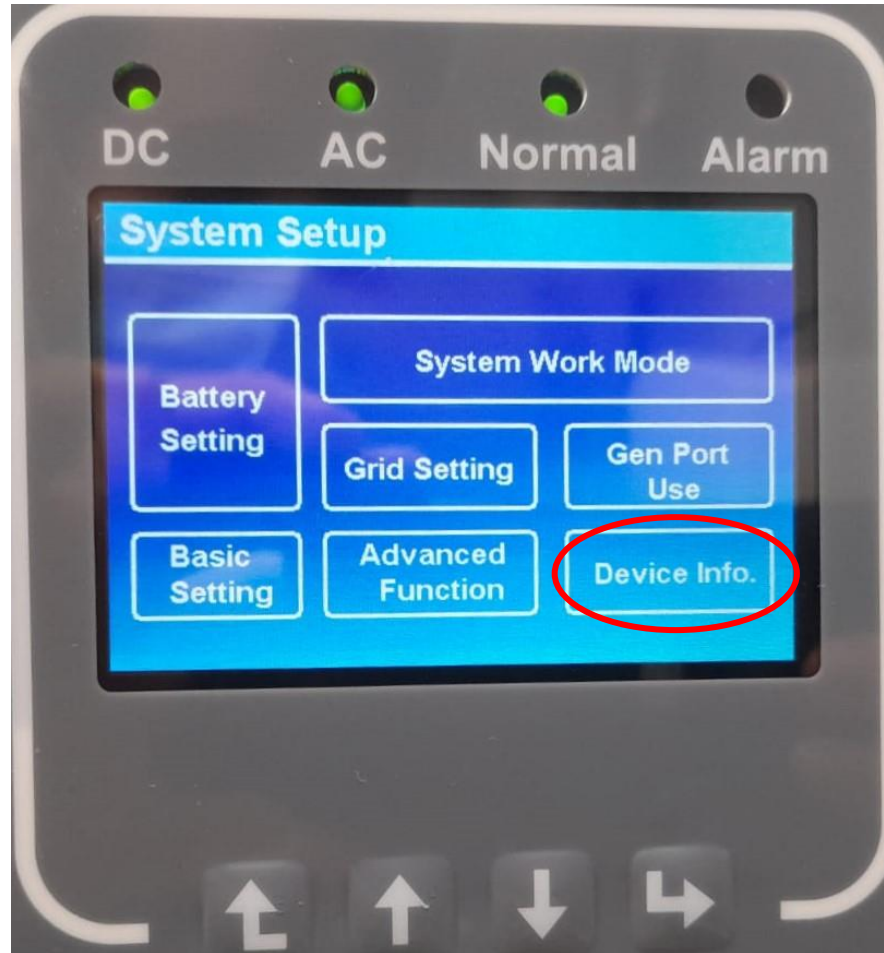 DC
AC
Normal
Alarm
System Setup
Battery
Setting
System Work Mode
Grid Setting
Gen Port
Use
Basic
Setting
Advanced
Function
Device Info.